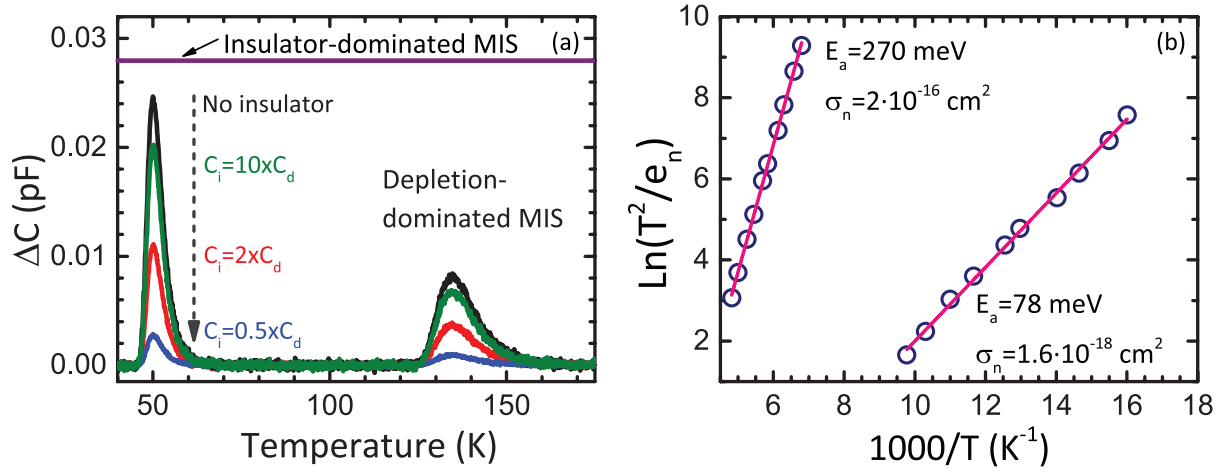 0.03
0.02
0.01
0.00
ΔC (pF)
50
100
150
Temperature (K)
Insulator-dominated MIS
(a)
No insulator
C_i=10xC_d
C_i=2xC_d
C_i=0.5xC_d
Depletion-
dominated MIS
10
8
6
4
2
Ln(T^2/e_n)
6
8
10
12
14
16
18
1000/T (K^-1)
(b)
E_a=270 meV
σ_n=2·10^-16 cm^2
E_a=78 meV
σ_n=1.6·10^-18 cm^2